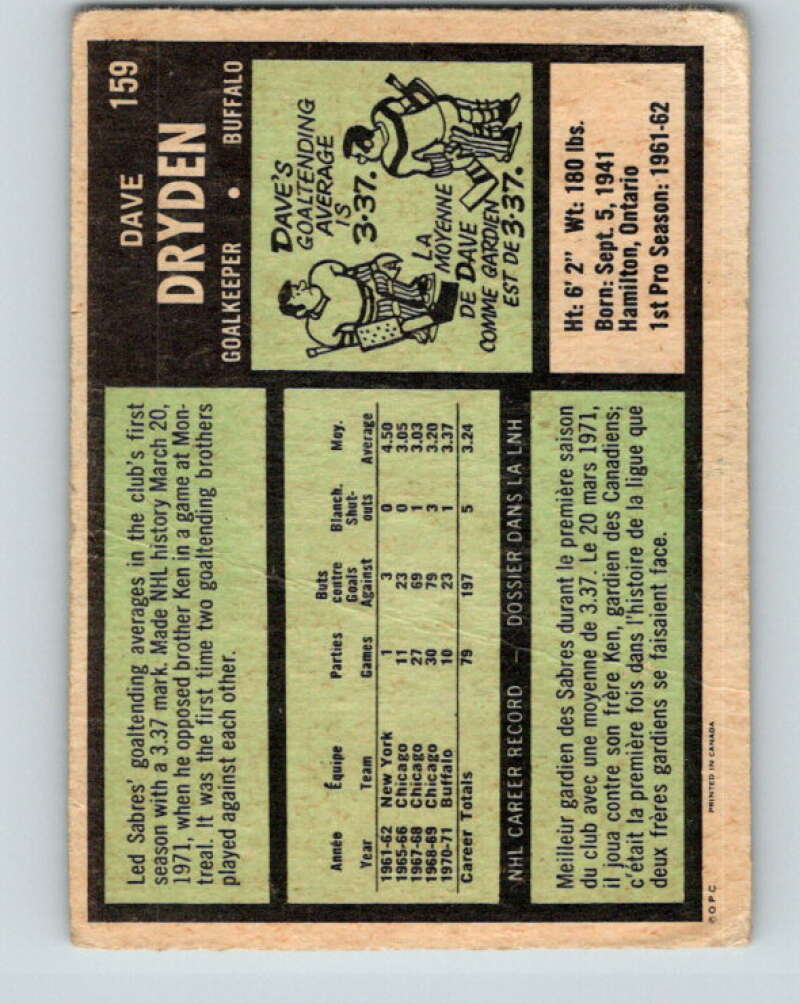 159
DAVE
DRYDEN
GOALKEEPER • BUFFALO
Led Sabres' goaltending averages in the club's first
season with a 3.37 mark. Made NHL history March 20,
1971, when he opposed brother Ken in a game at Mon-
treal. It was the first time two goaltending brothers
played against each other.
DAVE'S
GOALTENDING
AVERAGE
IS
3.37.
LA
MOYENNE
DE DAVE
COMME GARDIEN
EST DE 3.37.
Ht: 6' 2" Wt: 180 lbs.
Born: Sept. 5, 1941
Hamilton, Ontario
1st Pro Season: 1961-62
Buts
contre Blanch.
Année Équipe Parties Goals Shut- Moy.
Year Team Games Against outs Average
1961-62 New York 1 3 0 4.50
1965-66 Chicago 11 23 0 3.05
1967-68 Chicago 27 69 1 3.03
1968-69 Chicago 30 79 3 3.20
1970-71 Buffalo 10 23 1 3.37
Career Totals 79 197 5 3.24
NHL CAREER RECORD — DOSSIER DANS LA LNH
Meilleur gardien des Sabres durant le première saison
du club avec une moyenne de 3.37. Le 20 mars 1971,
il joua contre son frère Ken, gardien des Canadiens;
c'était la première fois dans l'histoire de la ligue que
deux frères gardiens se faisaient face.
©O.P.C. PRINTED IN CANADA